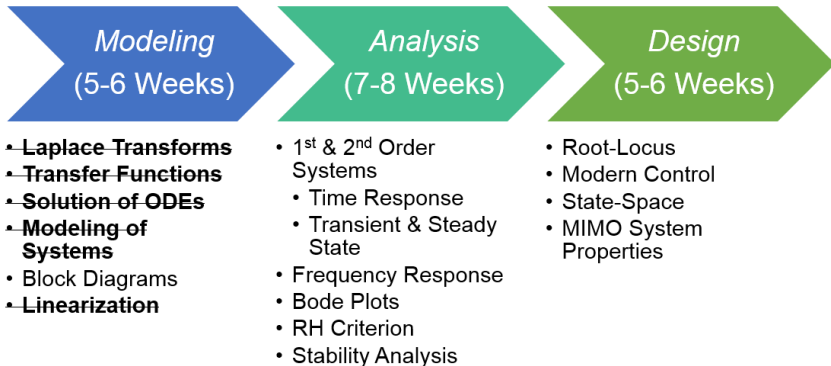 Modeling
(5-6 Weeks)
• Laplace Transforms
• Transfer Functions
• Solution of ODEs
• Modeling of
Systems
• Block Diagrams
• Linearization
Analysis
(7-8 Weeks)
• 1st & 2nd Order
Systems
• Time Response
• Transient & Steady
State
• Frequency Response
• Bode Plots
• RH Criterion
• Stability Analysis
Design
(5-6 Weeks)
• Root-Locus
• Modern Control
• State-Space
• MIMO System
Properties